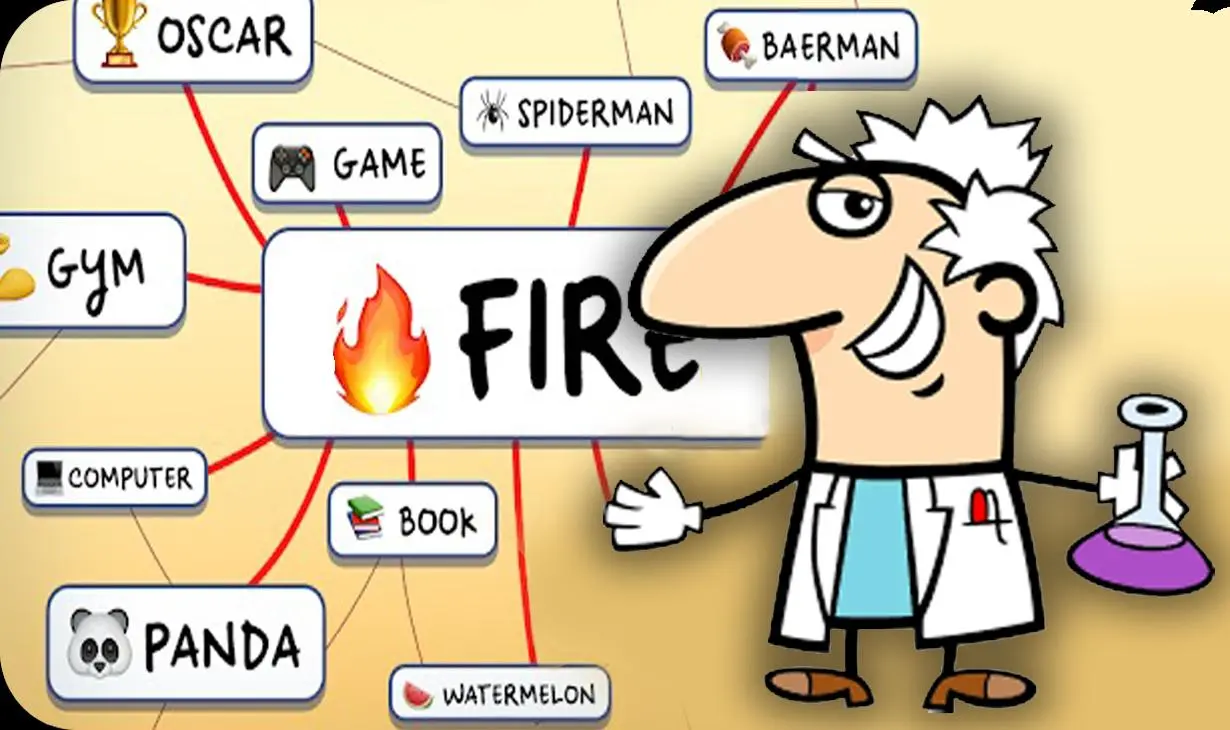 OSCAR
BAERMAN
SPIDERMAN
GAME
GYM
FIRE
COMPUTER
BOOK
PANDA
WATERMELON